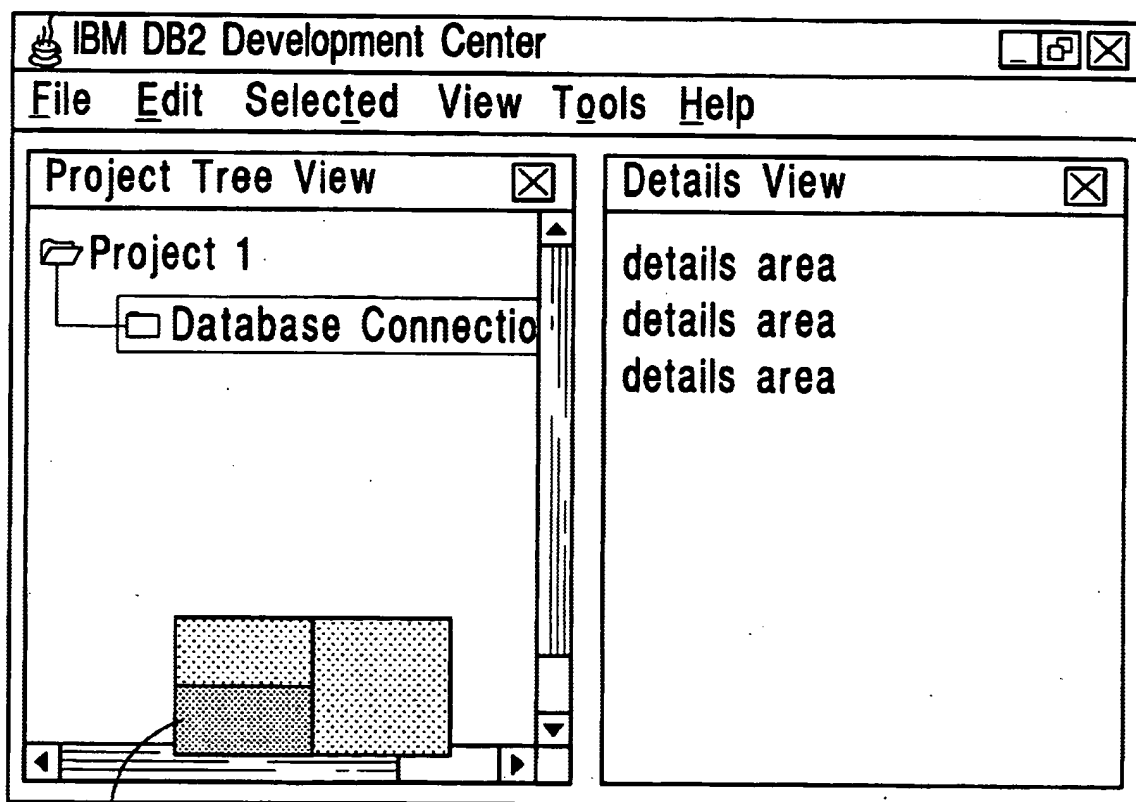 IBM DB2 Development Center
File Edit Selected View Tools Help
Project Tree View
Project 1
Database Connectio
Details View
details area
details area
details area